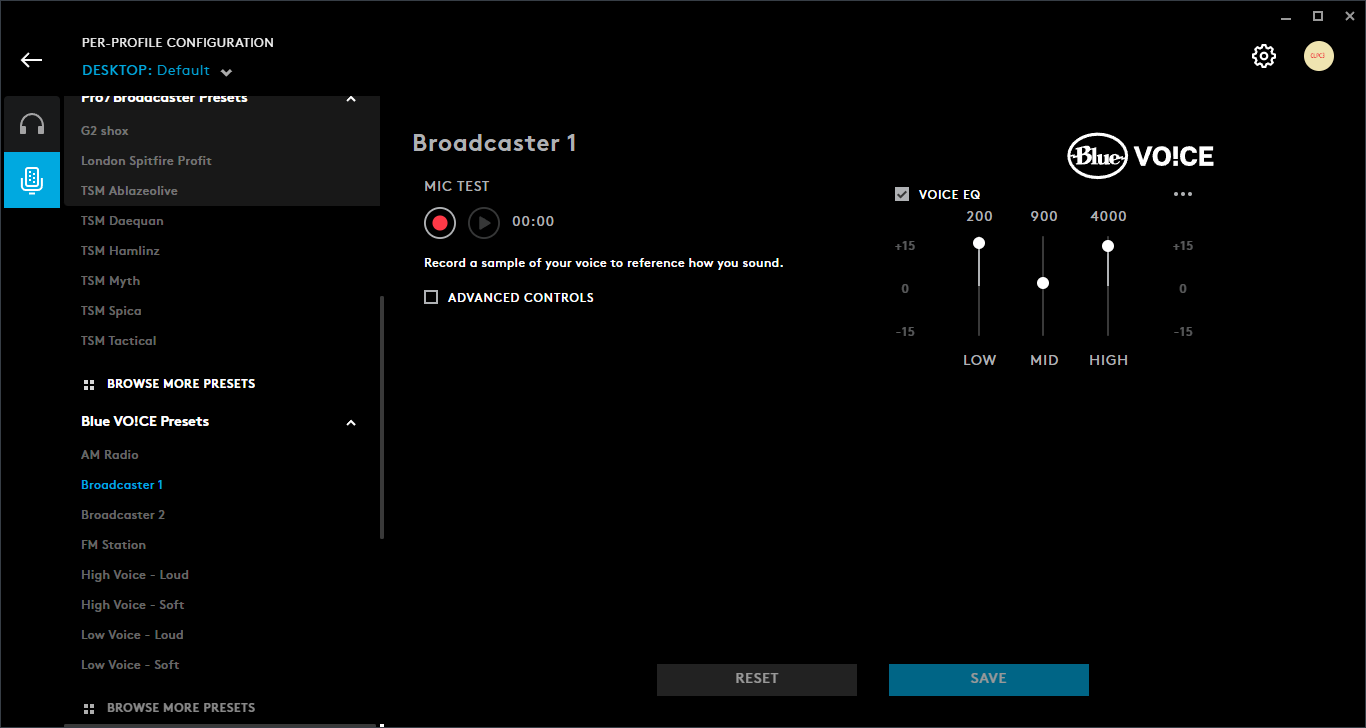 PER-PROFILE CONFIGURATION
DESKTOP: Default
Pro/Broadcaster Presets
G2 shox
London Spitfire Profit
TSM Ablazeolive
TSM Daequan
TSM Hamlinz
TSM Myth
TSM Spica
TSM Tactical
BROWSE MORE PRESETS
Blue VO!CE Presets
AM Radio
Broadcaster 1
Broadcaster 2
FM Station
High Voice - Loud
High Voice - Soft
Low Voice - Loud
Low Voice - Soft
BROWSE MORE PRESETS
Broadcaster 1
MIC TEST
00:00
Record a sample of your voice to reference how you sound.
ADVANCED CONTROLS
Blue VO!CE
VOICE EQ
200 900 4000
+15 +15
0 0
-15 -15
LOW MID HIGH
RESET SAVE